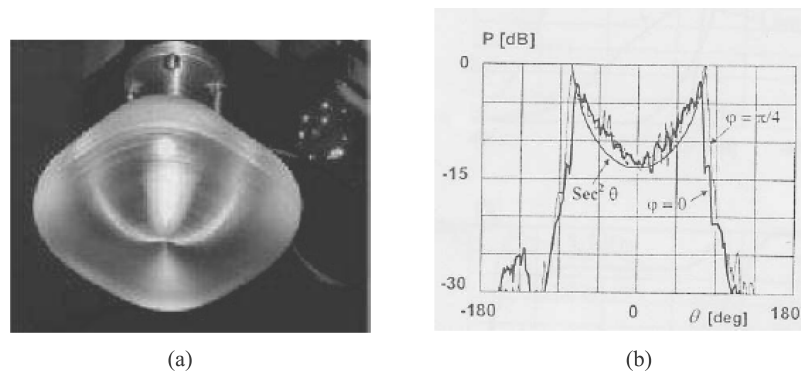 P [dB]
0
φ = π/4
-15
Sec² θ
φ = 0
-30
-180
0
θ [deg]
180
(a)
(b)